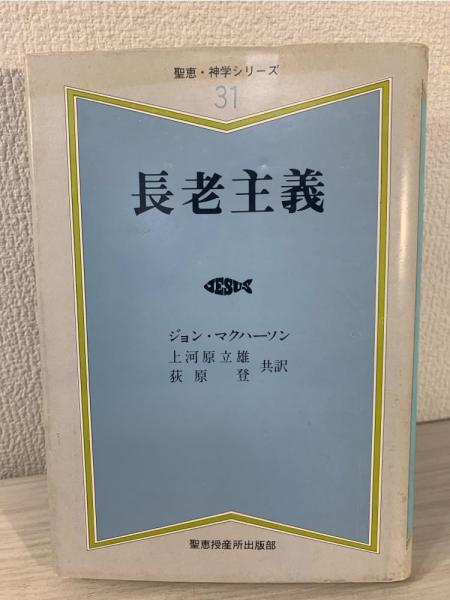 聖恵・神学シリーズ
31
長老主義
JESUS
ジョン・マクハーソン
上河原立雄
荻原 登 共訳
聖恵授産所出版部